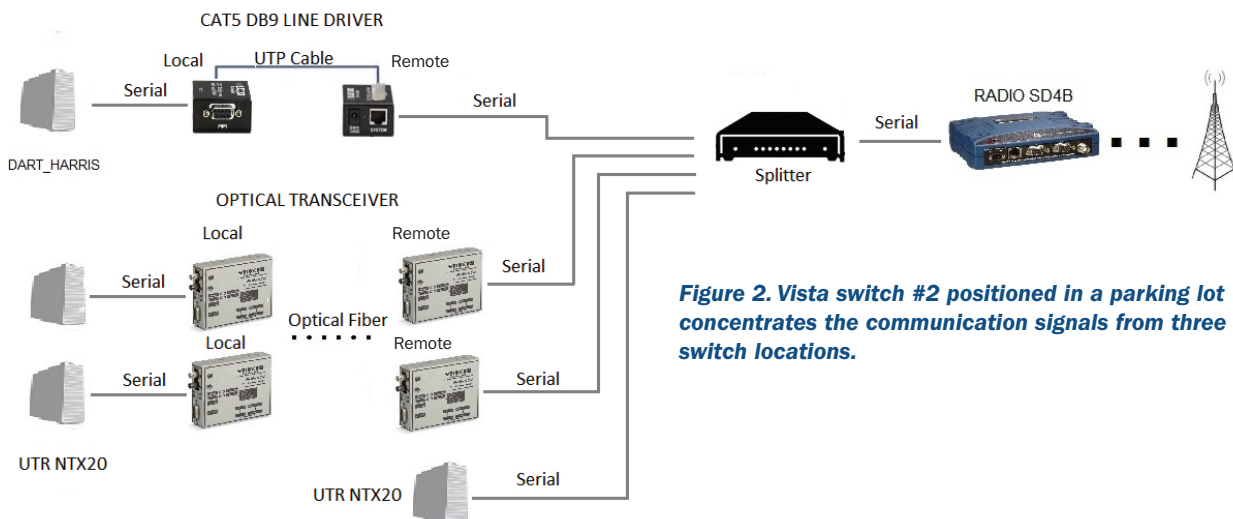 CAT5 DB9 LINE DRIVER
Local
UTP Cable
Remote
Serial
Serial
DART_HARRIS
RADIO SD4B
Serial
Splitter
OPTICAL TRANSCEIVER
Local
Remote
Serial
Serial
Optical Fiber
Local
Remote
Serial
Serial
UTR NTX20
UTR NTX20
Serial
Figure 2. Vista switch #2 positioned in a parking lot
concentrates the communication signals from three
switch locations.
SYSTEM